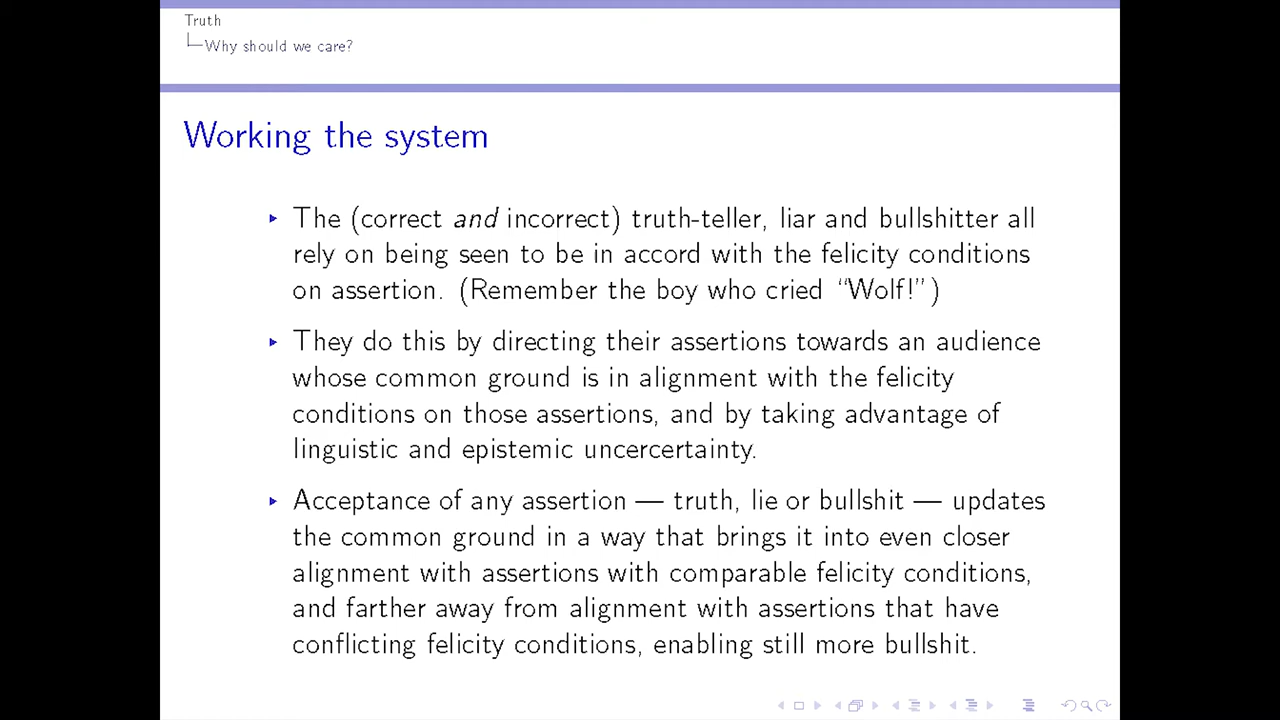 Truth
Why should we care?
Working the system
The (correct and incorrect) truth-teller, liar and bullshitter all
rely on being seen to be in accord with the felicity conditions
on assertion. (Remember the boy who cried “Wolf!”)
They do this by directing their assertions towards an audience
whose common ground is in alignment with the felicity
conditions on those assertions, and by taking advantage of
linguistic and epistemic uncercertainty.
Acceptance of any assertion — truth, lie or bullshit — updates
the common ground in a way that brings it into even closer
alignment with assertions with comparable felicity conditions,
and farther away from alignment with assertions that have
conflicting felicity conditions, enabling still more bullshit.